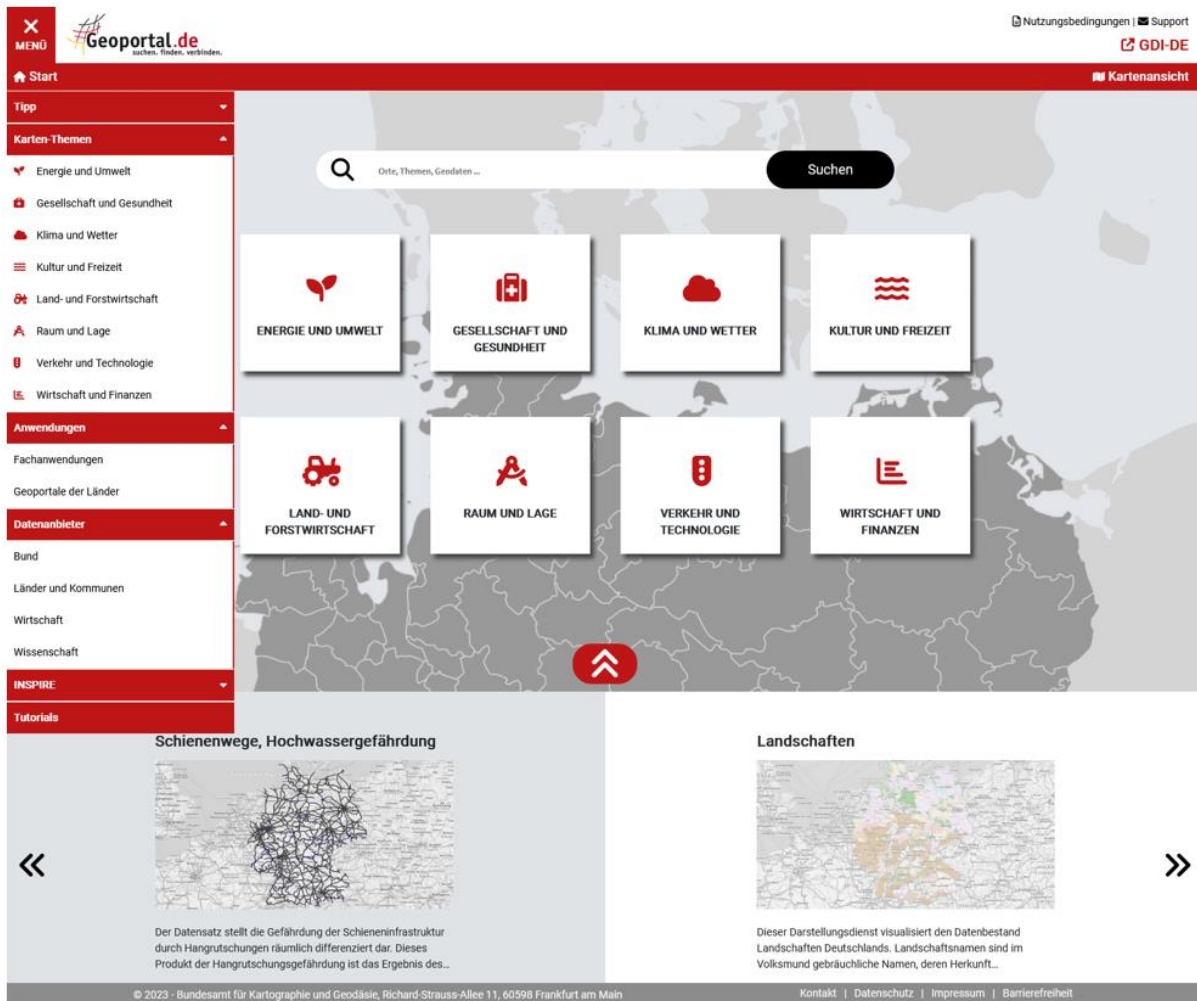 MENÜ
Geoportal.de
suchen. finden. verbinden.
Nutzungsbedingungen | Support
GDI-DE
Start
Kartenansicht
Tipp
Karten-Themen
Energie und Umwelt
Gesellschaft und Gesundheit
Klima und Wetter
Kultur und Freizeit
Land- und Forstwirtschaft
Raum und Lage
Verkehr und Technologie
Wirtschaft und Finanzen
Anwendungen
Fachanwendungen
Geoportale der Länder
Datenanbieter
Bund
Länder und Kommunen
Wirtschaft
Wissenschaft
INSPIRE
Tutorials
Orte, Themen, Geodaten ...
Suchen
ENERGIE UND UMWELT
GESELLSCHAFT UND
GESUNDHEIT
KLIMA UND WETTER
KULTUR UND FREIZEIT
LAND- UND
FORSTWIRTSCHAFT
RAUM UND LAGE
VERKEHR UND
TECHNOLOGIE
WIRTSCHAFT UND
FINANZEN
Schienenwege, Hochwassergefährdung
Der Datensatz stellt die Gefährdung der Schieneninfrastruktur
durch Hangrutschungen räumlich differenziert dar. Dieses
Produkt der Hangrutschungsgefährdung ist das Ergebnis des...
Landschaften
Dieser Darstellungsdienst visualisiert den Datenbestand
Landschaften Deutschlands. Landschaftsnamen sind im
Volksmund gebräuchliche Namen, deren Herkunft...
© 2023 - Bundesamt für Kartographie und Geodäsie, Richard-Strauss-Allee 11, 60598 Frankfurt am Main
Kontakt | Datenschutz | Impressum | Barrierefreiheit